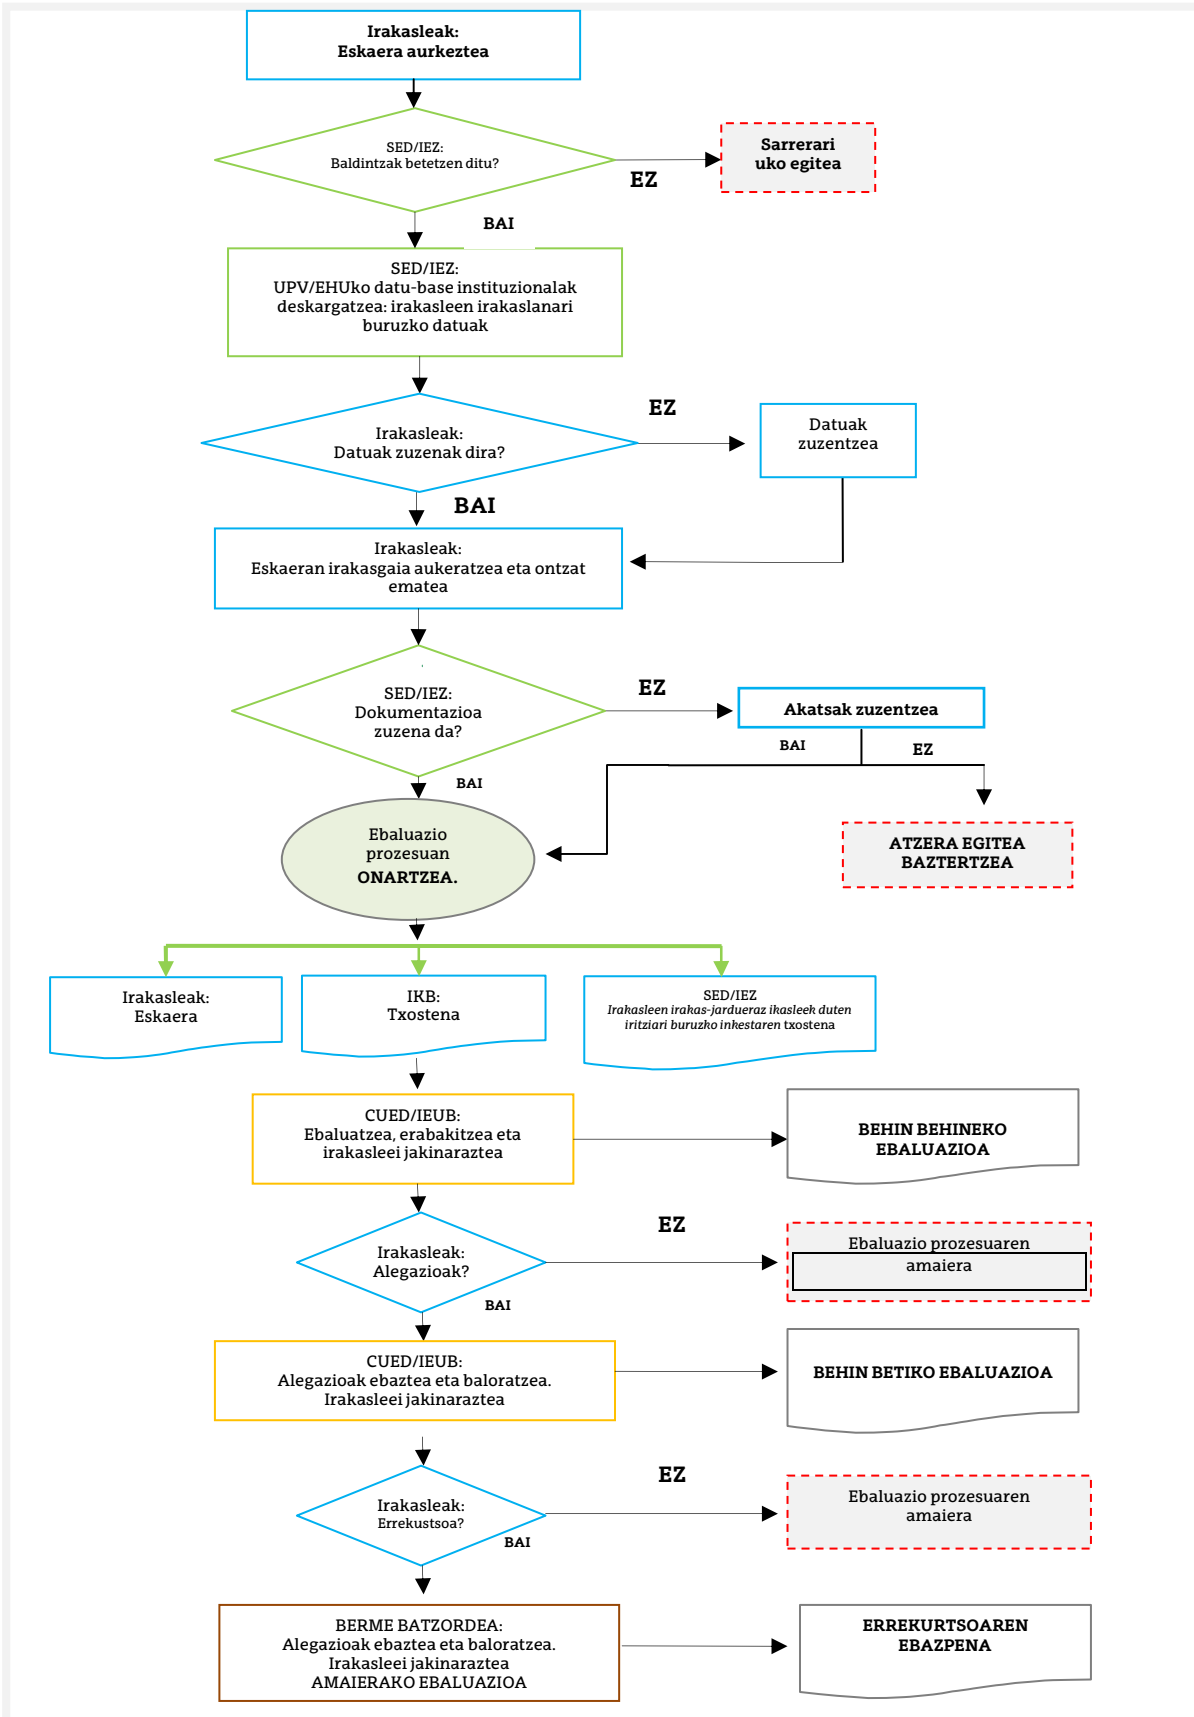 Irakasleak:
Eskaera aurkeztea
SED/IEZ:
Baldintzak betetzen ditu?
EZ
Sarrerari
uko egitea
BAI
SED/IEZ:
UPV/EHUko datu-base instituzionalak
deskargatzea: irakasleen irakaslanari
buruzko datuak
Irakasleak:
Datuak zuzenak dira?
EZ
Datuak
zuzentzea
BAI
Irakasleak:
Eskaeran irakasgaia aukeratzea eta ontzat
ematea
SED/IEZ:
Dokumentazioa
zuzena da?
EZ
Akatsak zuzentzea
BAI
EZ
BAI
Ebaluazio
prozesuan
ONARTZEA.
ATZERA EGITEA
BAZTERTZEA
Irakasleak:
Eskaera
IKB:
Txostena
SED/IEZ
Irakasleen irakas-jardueraz ikasleek duten
iritziari buruzko inkestaren txostena
CUED/IEUB:
Ebaluatzea, erabakitzea eta
irakasleei jakinaraztea
BEHIN BEHINEKO
EBALUAZIOA
Irakasleak:
Alegazioak?
EZ
Ebaluazio prozesuaren
amaiera
BAI
CUED/IEUB:
Alegazioak ebaztea eta baloratzea.
Irakasleei jakinaraztea
BEHIN BETIKO EBALUAZIOA
Irakasleak:
Errekustsoa?
EZ
Ebaluazio prozesuaren
amaiera
BAI
BERME BATZORDEA:
Alegazioak ebaztea eta baloratzea.
Irakasleei jakinaraztea
AMAIERAKO EBALUAZIOA
ERREKURTSOAREN
EBAZPENA